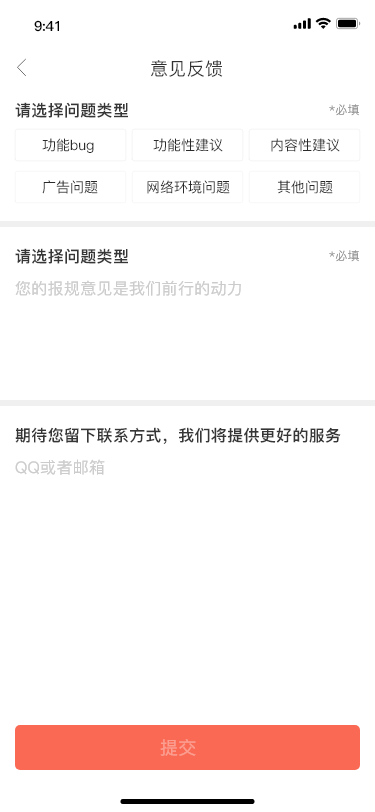 9:41
意见反馈
请选择问题类型 *必填
功能bug 功能性建议 内容性建议
广告问题 网络环境问题 其他问题
请选择问题类型 *必填
您的报规意见是我们前行的动力
期待您留下联系方式，我们将提供更好的服务
QQ或者邮箱
提交